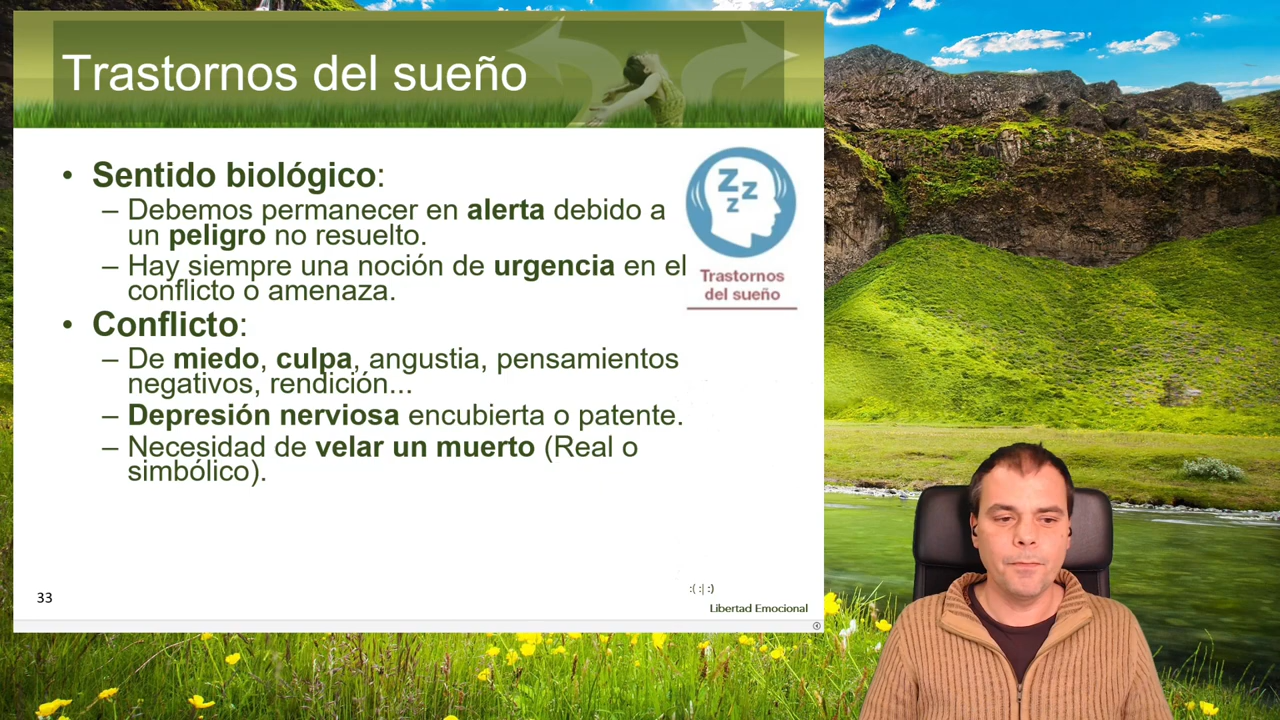 Trastornos del sueño
• Sentido biológico:
– Debemos permanecer en alerta debido a
un peligro no resuelto.
– Hay siempre una noción de urgencia en el
conflicto o amenaza.
• Conflicto:
– De miedo, culpa, angustia, pensamientos
negativos, rendición...
– Depresión nerviosa encubierta o patente.
– Necesidad de velar un muerto (Real o
simbólico).
z z z
Trastornos
del sueño
33
:( :| :)
Libertad Emocional